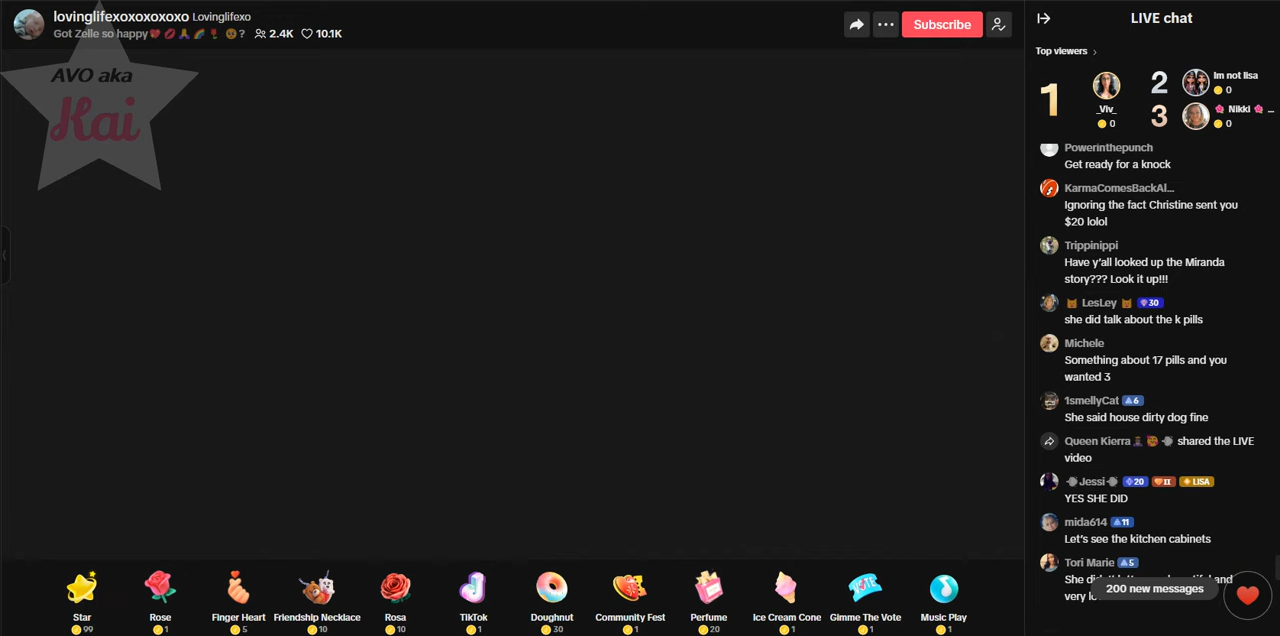 lovinglifexoxoxoxoxo Lovinglifexo
Got Zelle so happy ? 2.4K 10.1K
Subscribe
AVO aka
Kai
LIVE chat
Top viewers
1
_Viv_
0
2
Im not lisa
0
3
Nikki ...
0
Powerinthepunch
Get ready for a knock
KarmaComesBackAl...
Ignoring the fact Christine sent you
$20 lolol
Trippinippi
Have y'all looked up the Miranda
story??? Look it up!!!
LesLey 30
she did talk about the k pills
Michele
Something about 17 pills and you
wanted 3
1smellyCat 6
She said house dirty dog fine
Queen Kierra shared the LIVE
video
Jessi 20 II LISA
YES SHE DID
mida614 11
Let's see the kitchen cabinets
Tori Marie 5
She and
very
200 new messages
Star
99
Rose
1
Finger Heart
5
Friendship Necklace
10
Rosa
10
TikTok
1
Doughnut
30
Community Fest
1
Perfume
20
Ice Cream Cone
1
VOTE
Gimme The Vote
1
Music Play
1